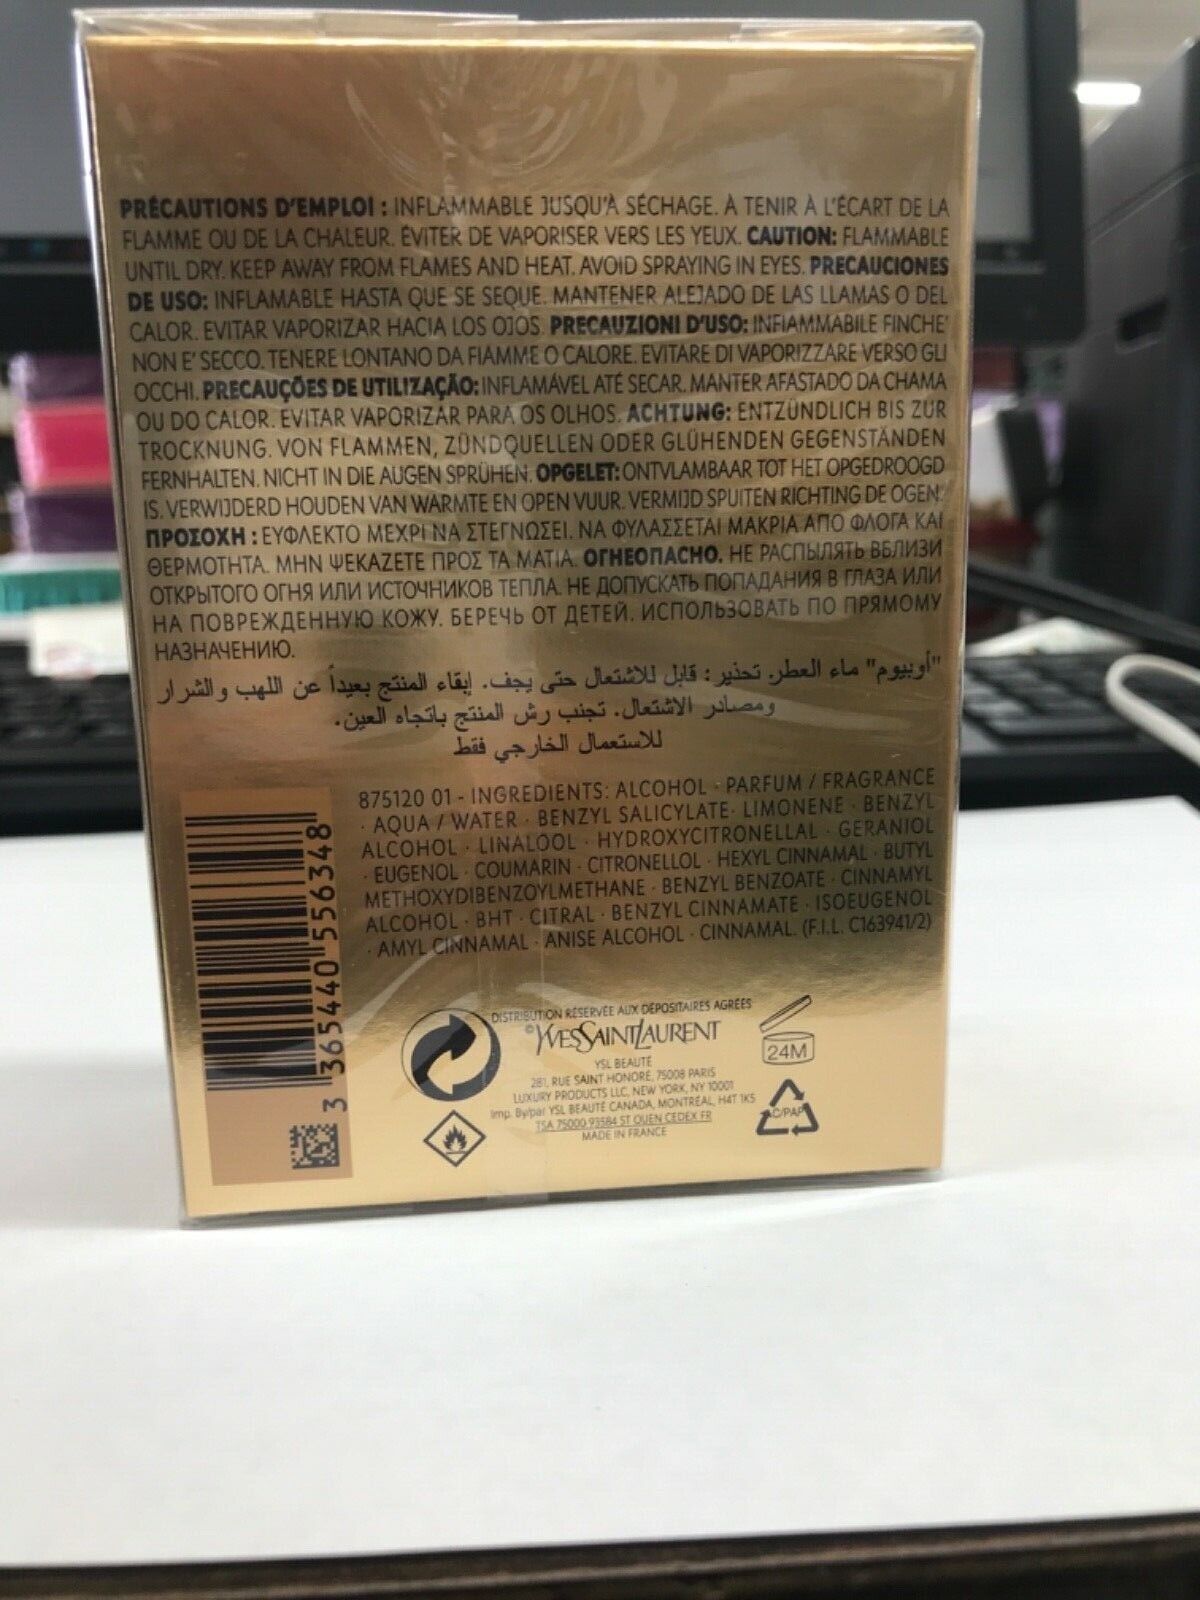 PRÉCAUTIONS D'EMPLOI : INFLAMMABLE JUSQU'À SÉCHAGE. À TENIR À L'ÉCART DE LA
FLAMME OU DE LA CHALEUR. ÉVITER DE VAPORISER VERS LES YEUX. CAUTION: FLAMMABLE
UNTIL DRY. KEEP AWAY FROM FLAMES AND HEAT. AVOID SPRAYING IN EYES. PRECAUCIONES
DE USO: INFLAMABLE HASTA QUE SE SEQUE. MANTENER ALEJADO DE LAS LLAMAS O DEL
CALOR. EVITAR VAPORIZAR HACIA LOS OJOS. PRECAUZIONI D'USO: INFIAMMABILE FINCHE'
NON E' SECCO. TENERE LONTANO DA FIAMME O CALORE. EVITARE DI VAPORIZZARE VERSO GLI
OCCHI. PRECAUÇÕES DE UTILIZAÇÃO: INFLAMÁVEL ATÉ SECAR. MANTER AFASTADO DA CHAMA
OU DO CALOR. EVITAR VAPORIZAR PARA OS OLHOS. ACHTUNG: ENTZÜNDLICH BIS ZUR
TROCKNUNG. VON FLAMMEN, ZÜNDQUELLEN ODER GLÜHENDEN GEGENSTÄNDEN
FERNHALTEN. NICHT IN DIE AUGEN SPRÜHEN. OPGELET: ONTVLAMBAAR TOT HET OPGEDROOGD
IS. VERWIJDERD HOUDEN VAN WARMTE EN OPEN VUUR. VERMIJD SPUITEN RICHTING DE OGEN.
ΠΡΟΣΟΧΗ : ΕΥΦΛΕΚΤΟ ΜΕΧΡΙ ΝΑ ΣΤΕΓΝΩΣΕΙ. ΝΑ ΦΥΛΑΣΣΕΤΑΙ ΜΑΚΡΙΑ ΑΠΟ ΦΛΟΓΑ ΚΑΙ
ΘΕΡΜΟΤΗΤΑ. ΜΗΝ ΨΕΚΑΖΕΤΕ ΠΡΟΣ ΤΑ ΜΑΤΙΑ. ОГНЕОПАСНО. НЕ РАСПЫЛЯТЬ ВБЛИЗИ
ОТКРЫТОГО ОГНЯ ИЛИ ИСТОЧНИКОВ ТЕПЛА. НЕ ДОПУСКАТЬ ПОПАДАНИЯ В ГЛАЗА ИЛИ
НА ПОВРЕЖДЕННУЮ КОЖУ. БЕРЕЧЬ ОТ ДЕТЕЙ. ИСПОЛЬЗОВАТЬ ПО ПРЯМОМУ
НАЗНАЧЕНИЮ.
"أوبيوم" ماء العطر. تحذير: قابل للاشتعال حتى يجف. إبقاء المنتج بعيداً عن اللهب والشرار
ومصادر الاشتعال. تجنب رش المنتج باتجاه العين.
للاستعمال الخارجي فقط
875120 01 - INGREDIENTS: ALCOHOL · PARFUM / FRAGRANCE
· AQUA / WATER · BENZYL SALICYLATE · LIMONENE · BENZYL
ALCOHOL · LINALOOL · HYDROXYCITRONELLAL · GERANIOL
· EUGENOL · COUMARIN · CITRONELLOL · HEXYL CINNAMAL · BUTYL
METHOXYDIBENZOYLMETHANE · BENZYL BENZOATE · CINNAMYL
ALCOHOL · BHT · CITRAL · BENZYL CINNAMATE · ISOEUGENOL
· AMYL CINNAMAL · ANISE ALCOHOL · CINNAMAL. (F.I.L. C163941/2)
3 365440 556348
DISTRIBUTION RÉSERVÉE AUX DÉPOSITAIRES AGRÉÉS
©YVESSAINTLAURENT
YSL BEAUTÉ
281, RUE SAINT HONORÉ, 75008 PARIS
LUXURY PRODUCTS LLC, NEW YORK, NY 10001
Imp. By/par YSL BEAUTÉ CANADA, MONTRÉAL, H4T 1K5
TSA 75000 93584 ST OUEN CEDEX FR
MADE IN FRANCE
24M
C/PAP